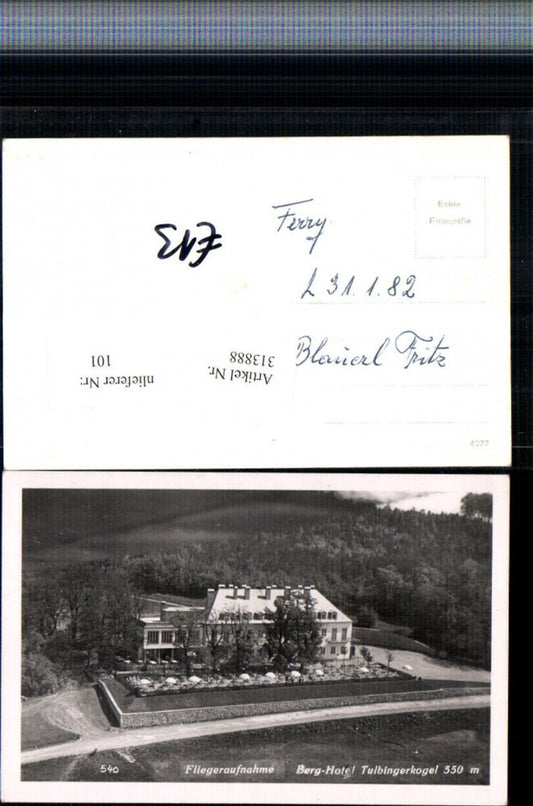 Echte
Fotografie
Ferry
E13
L 31.1.82
Artikel Nr.
313888
nlieferer Nr:
101
Blauerl Fritz
4077
540 Fliegeraufnahme Berg-Hotel Tulbingerkogel 550 m